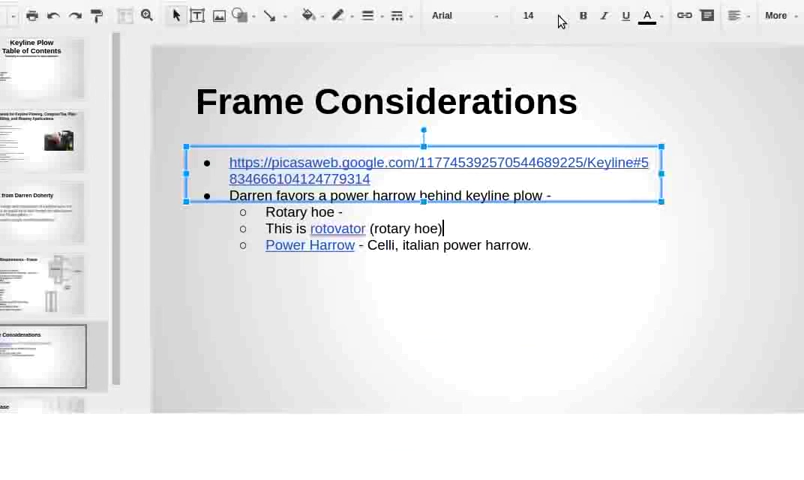 Arial
14
B
I
U
A
More
Keyline Plow
Table of Contents
from Darren Doherty
Considerations
Frame Considerations
https://picasaweb.google.com/117745392570544689225/Keyline#5
834666104124779314
Darren favors a power harrow behind keyline plow -
Rotary hoe -
This is rotovator (rotary hoe)
Power Harrow - Celli, italian power harrow.